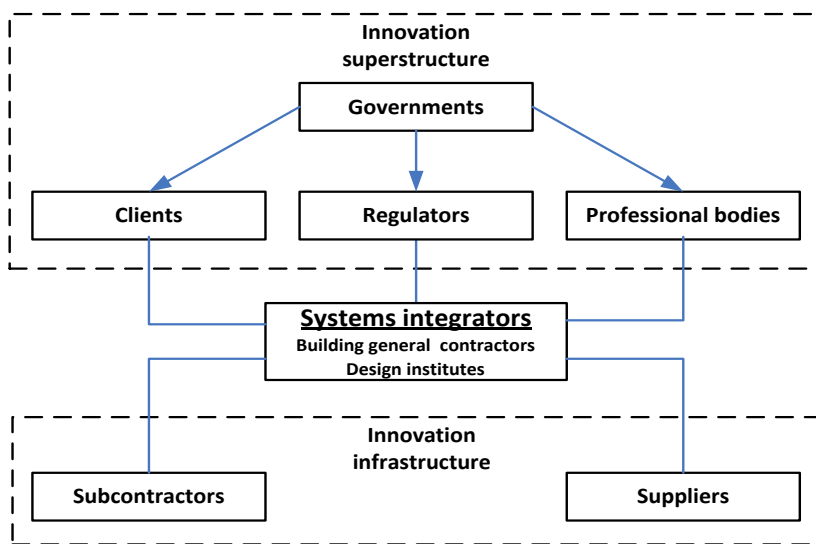 Innovation
superstructure
Governments
Clients
Regulators
Professional bodies
Systems integrators
Building general contractors
Design institutes
Innovation
infrastructure
Subcontractors
Suppliers